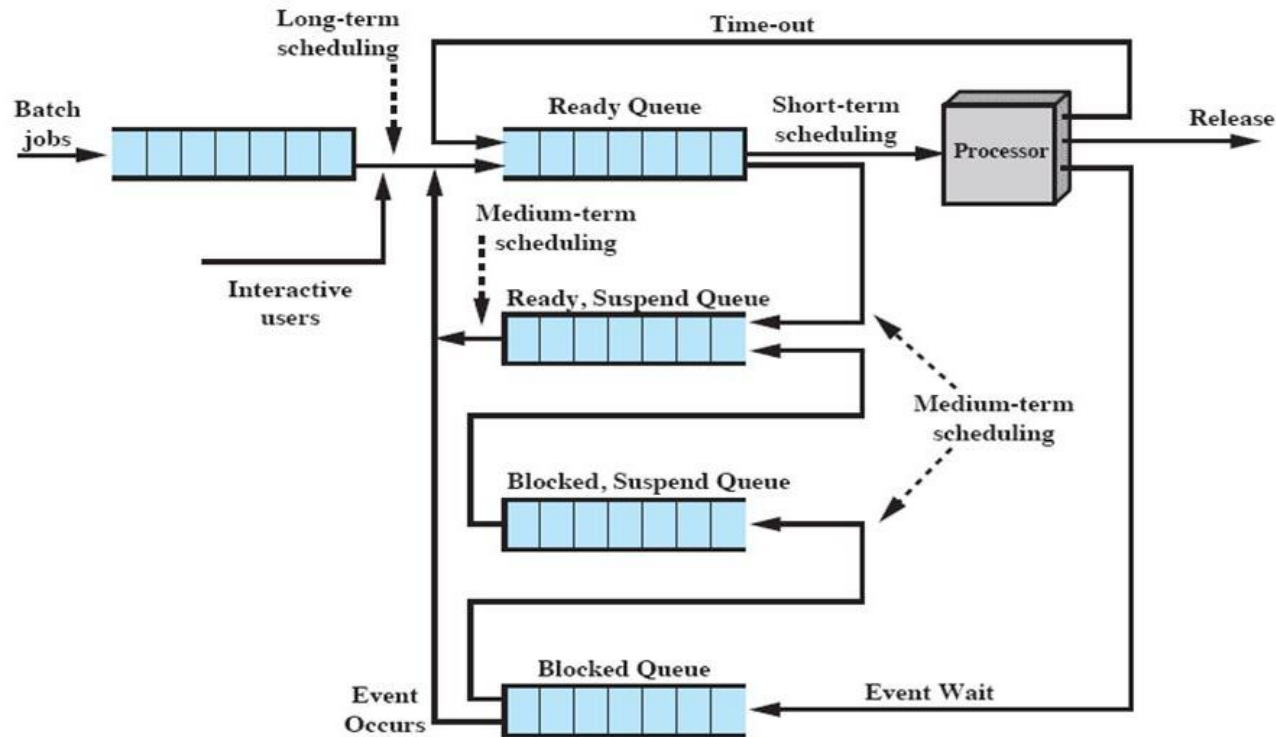 Long-term
scheduling
Time-out
Batch
jobs
Ready Queue
Short-term
scheduling
Processor
Release
Medium-term
scheduling
Interactive
users
Ready, Suspend Queue
Medium-term
scheduling
Blocked, Suspend Queue
Blocked Queue
Event
Occurs
Event Wait